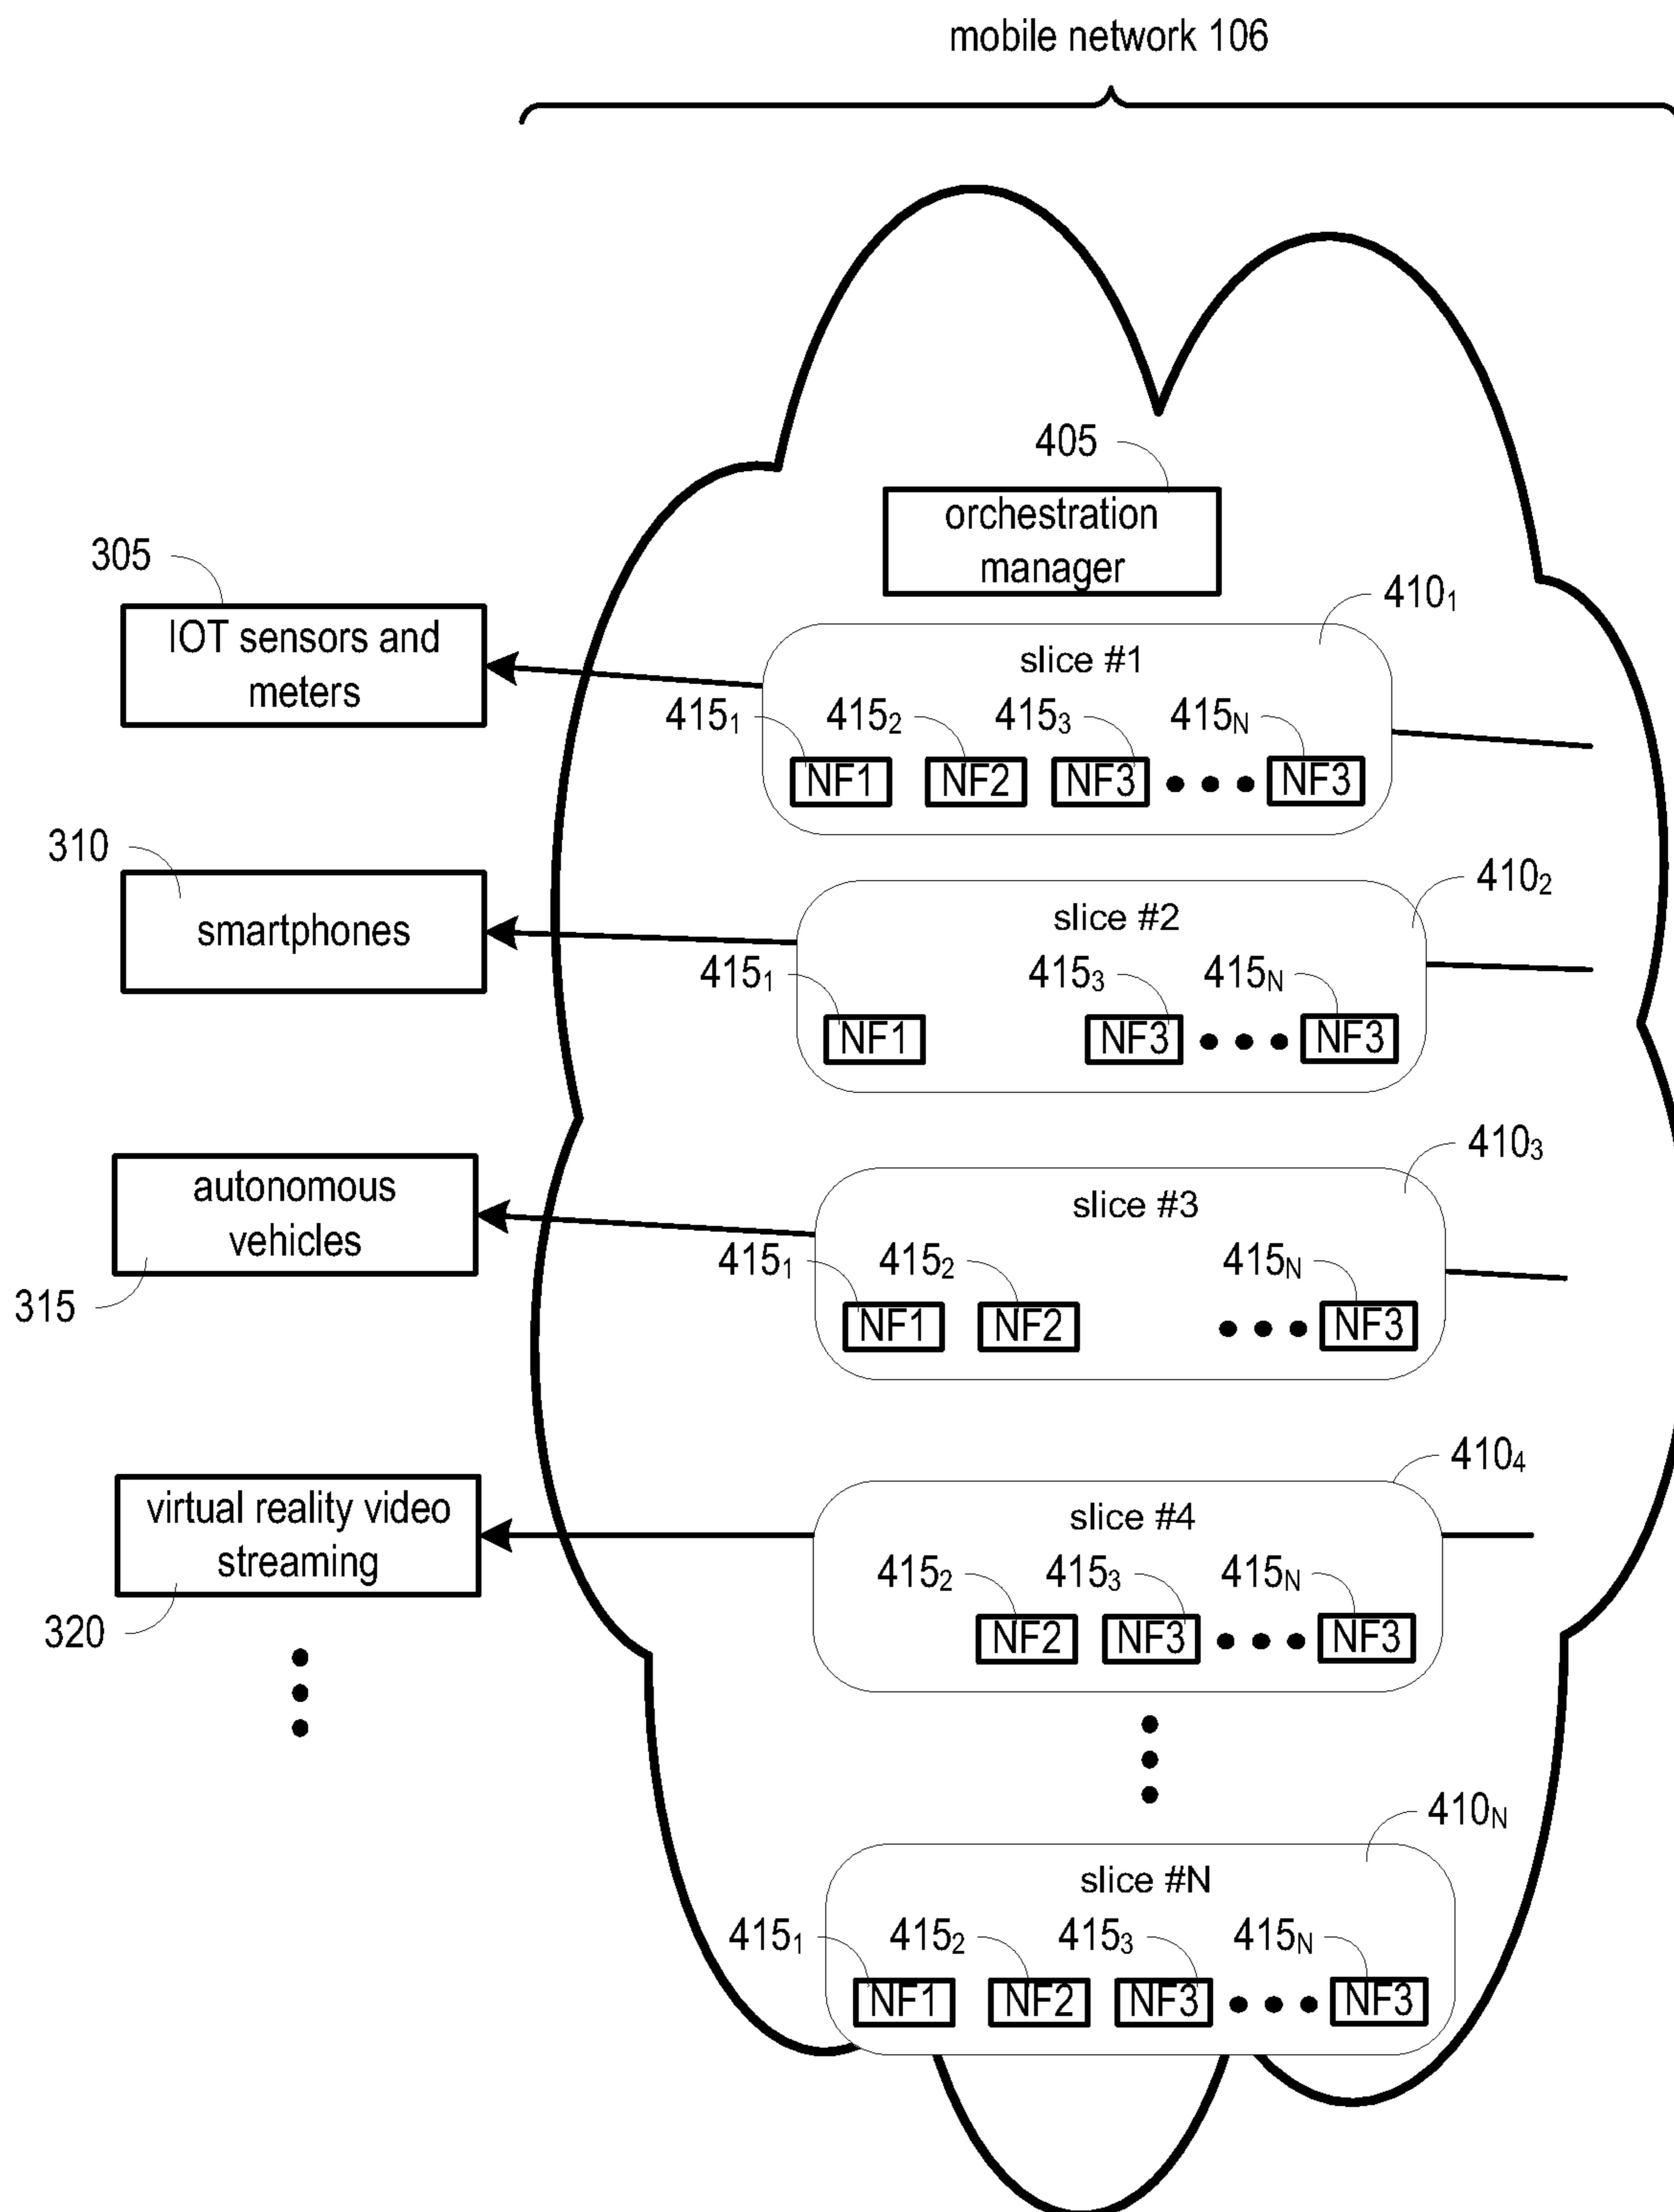 mobile network 106
405
orchestration
manager
305
IOT sensors and
meters
410₁
slice #1
415₁ 415₂ 415₃ 415N
NF1 NF2 NF3 NF3
310
smartphones
410₂
slice #2
415₁ 415₃ 415N
NF1 NF3 NF3
autonomous
vehicles
315
410₃
slice #3
415₁ 415₂ 415N
NF1 NF2 NF3
virtual reality video
streaming
320
410₄
slice #4
415₂ 415₃ 415N
NF2 NF3 NF3
410N
slice #N
415₁ 415₂ 415₃ 415N
NF1 NF2 NF3 NF3